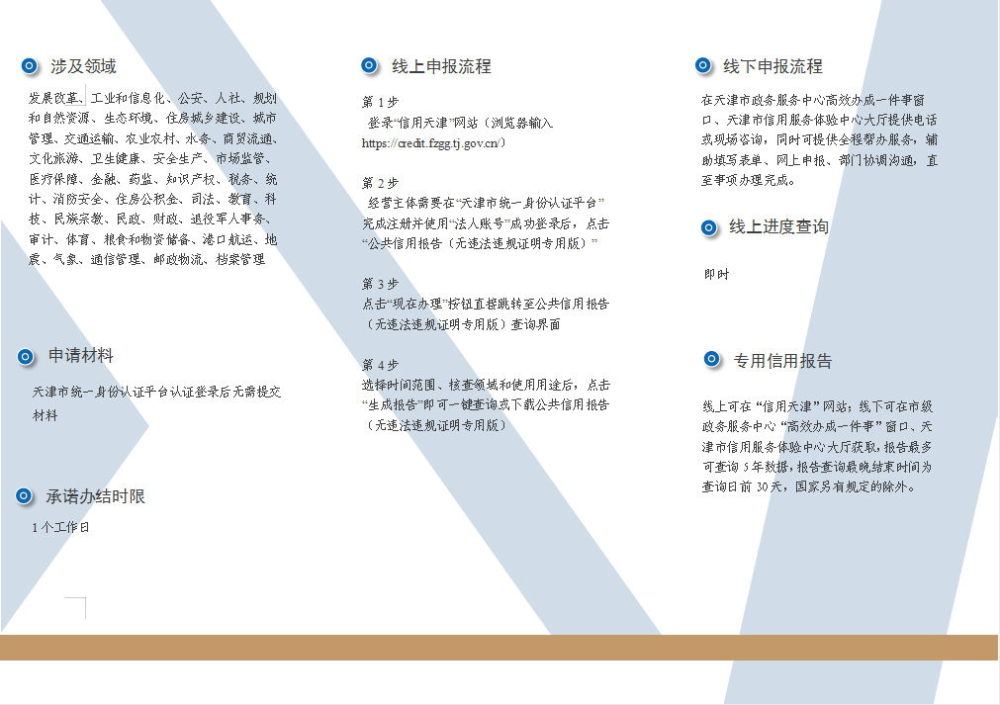 涉及领域
发展改革、工业和信息化、公安、人社、规划
和自然资源、生态环境、住房城乡建设、城市
管理、交通运输、农业农村、水务、商贸流通、
文化旅游、卫生健康、安全生产、市场监管、
医疗保障、金融、药监、知识产权、税务、统
计、消防安全、住房公积金、司法、教育、科
技、民族宗教、民政、财政、退役军人事务、
审计、体育、粮食和物资储备、港口航运、地
震、气象、通信管理、邮政物流、档案管理
申请材料
天津市统一身份认证平台认证登录后无需提交
材料
承诺办结时限
1 个工作日
线上申报流程
第 1 步
登录“信用天津”网站（浏览器输入
https://credit.fzgg.tj.gov.cn/）
第 2 步
经营主体需要在“天津市统一身份认证平台”
完成注册并使用“法人账号”成功登录后，点击
“公共信用报告（无违法违规证明专用版）”
第 3 步
点击“现在办理”按钮直接跳转至公共信用报告
（无违法违规证明专用版）查询界面
第 4 步
选择时间范围、核查领域和使用用途后，点击
“生成报告”即可一键查询或下载公共信用报告
（无违法违规证明专用版）
线下申报流程
在天津市政务服务中心高效办成一件事窗
口、天津市信用服务体验中心大厅提供电话
或现场咨询，同时可提供全程帮办服务，辅
助填写表单、网上申报、部门协调沟通，直
至事项办理完成。
线上进度查询
即时
专用信用报告
线上可在“信用天津”网站；线下可在市级
政务服务中心“高效办成一件事”窗口、天
津市信用服务体验中心大厅获取，报告最多
可查询 5 年数据，报告查询最晚结束时间为
查询日前 30 天，国家另有规定的除外。